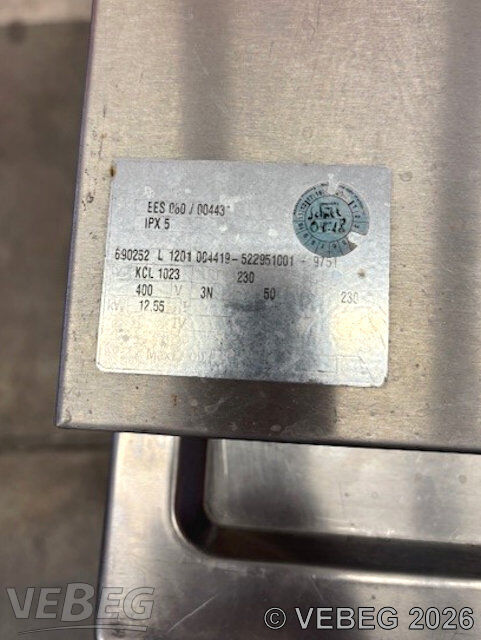 EES 060 / 00443
IPX 5
690252 L 1201 004419-522951001 - 9751
KCL 1023 230
400 V 3N 50 230
kW 12.55
VEBEG
© VEBEG 2026